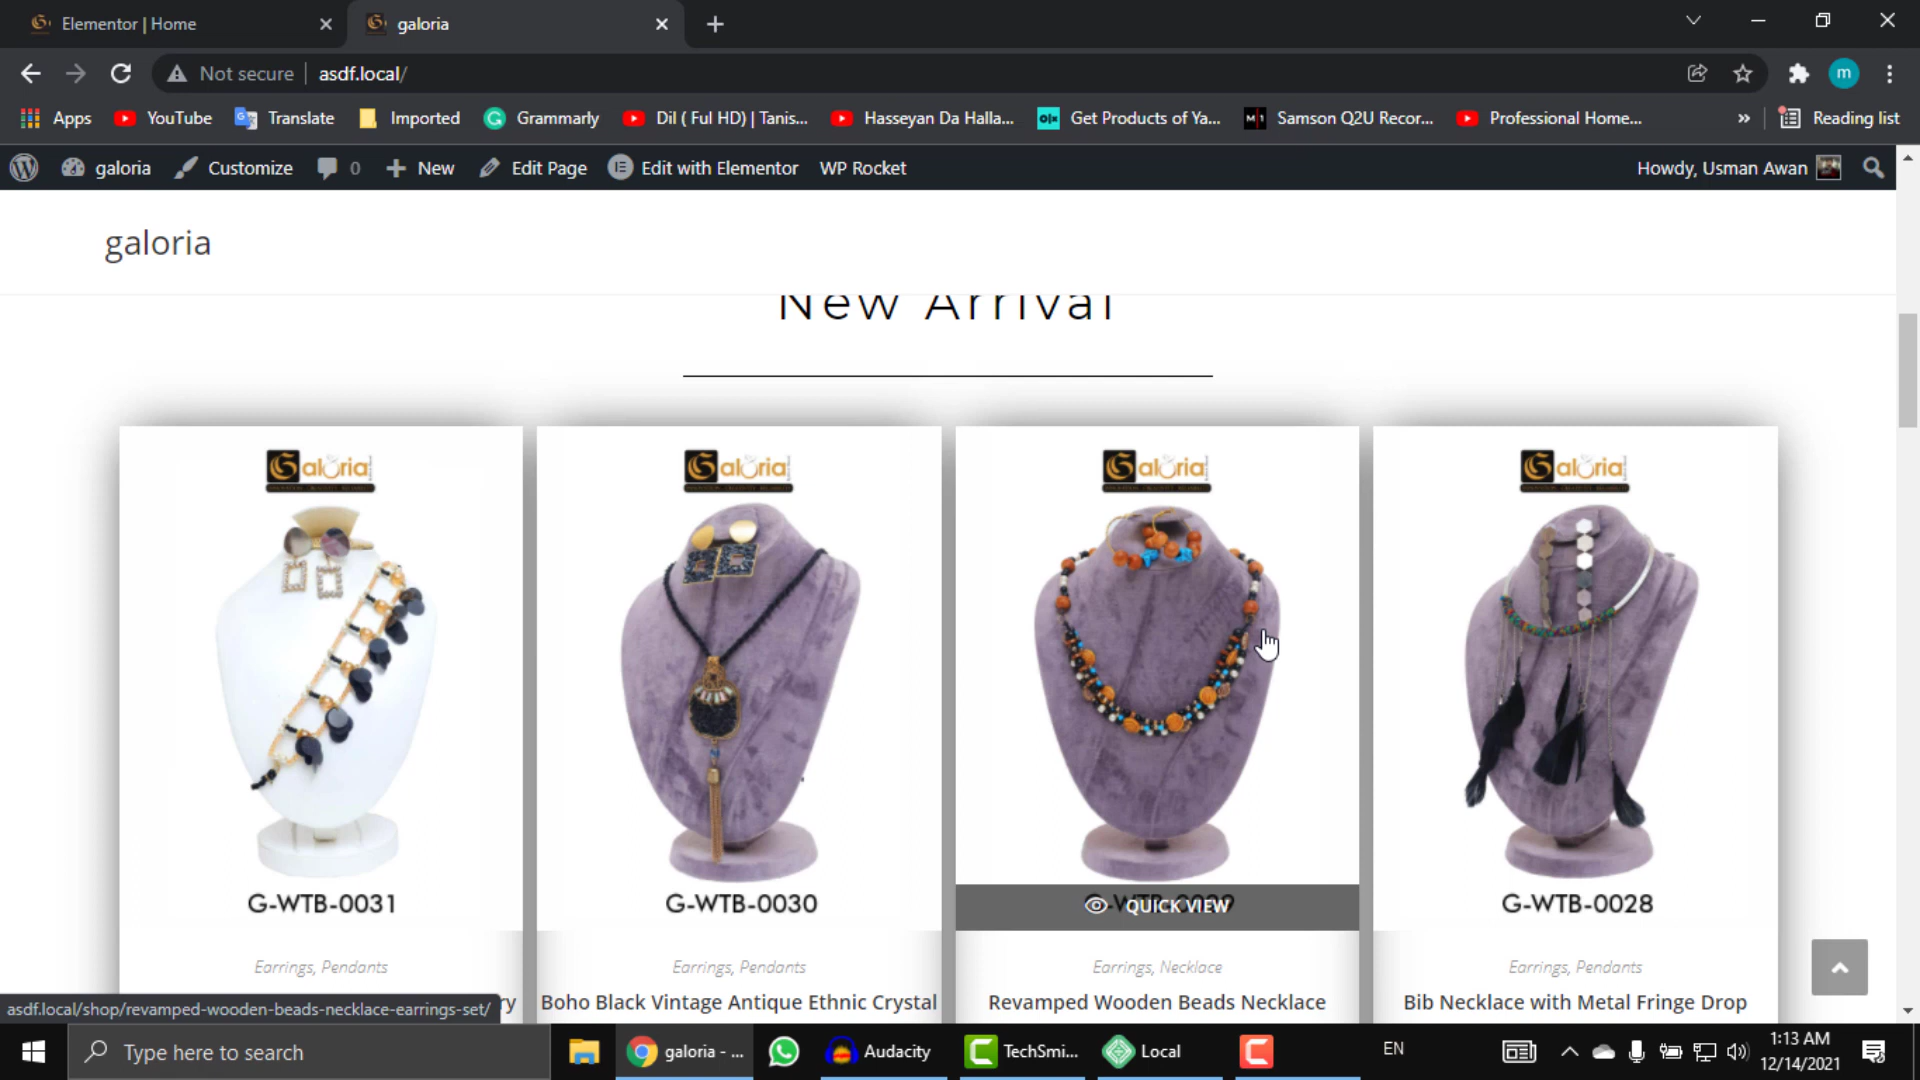 Elementor | Home
galoria
Not secure
asdf.local/
Apps
YouTube
Translate
Imported
Grammarly
Dil ( Ful HD) | Tanis...
Hasseyan Da Halla...
Get Products of Ya...
Samson Q2U Recor...
Professional Home...
»
Reading list
galoria
Customize
0
New
Edit Page
Edit with Elementor
WP Rocket
Howdy, Usman Awan
galoria
New Arrival
Galoria
Galoria
Galoria
Galoria
G-WTB-0031
G-WTB-0030
QUICK VIEW
G-WTB-0028
Earrings, Pendants
Earrings, Pendants
Earrings, Necklace
Earrings, Pendants
asdf.local/shop/revamped-wooden-beads-necklace-earrings-set/
Boho Black Vintage Antique Ethnic Crystal
Revamped Wooden Beads Necklace
Bib Necklace with Metal Fringe Drop
Type here to search
galoria - ...
Audacity
TechSmi...
Local
EN
1:13 AM
12/14/2021